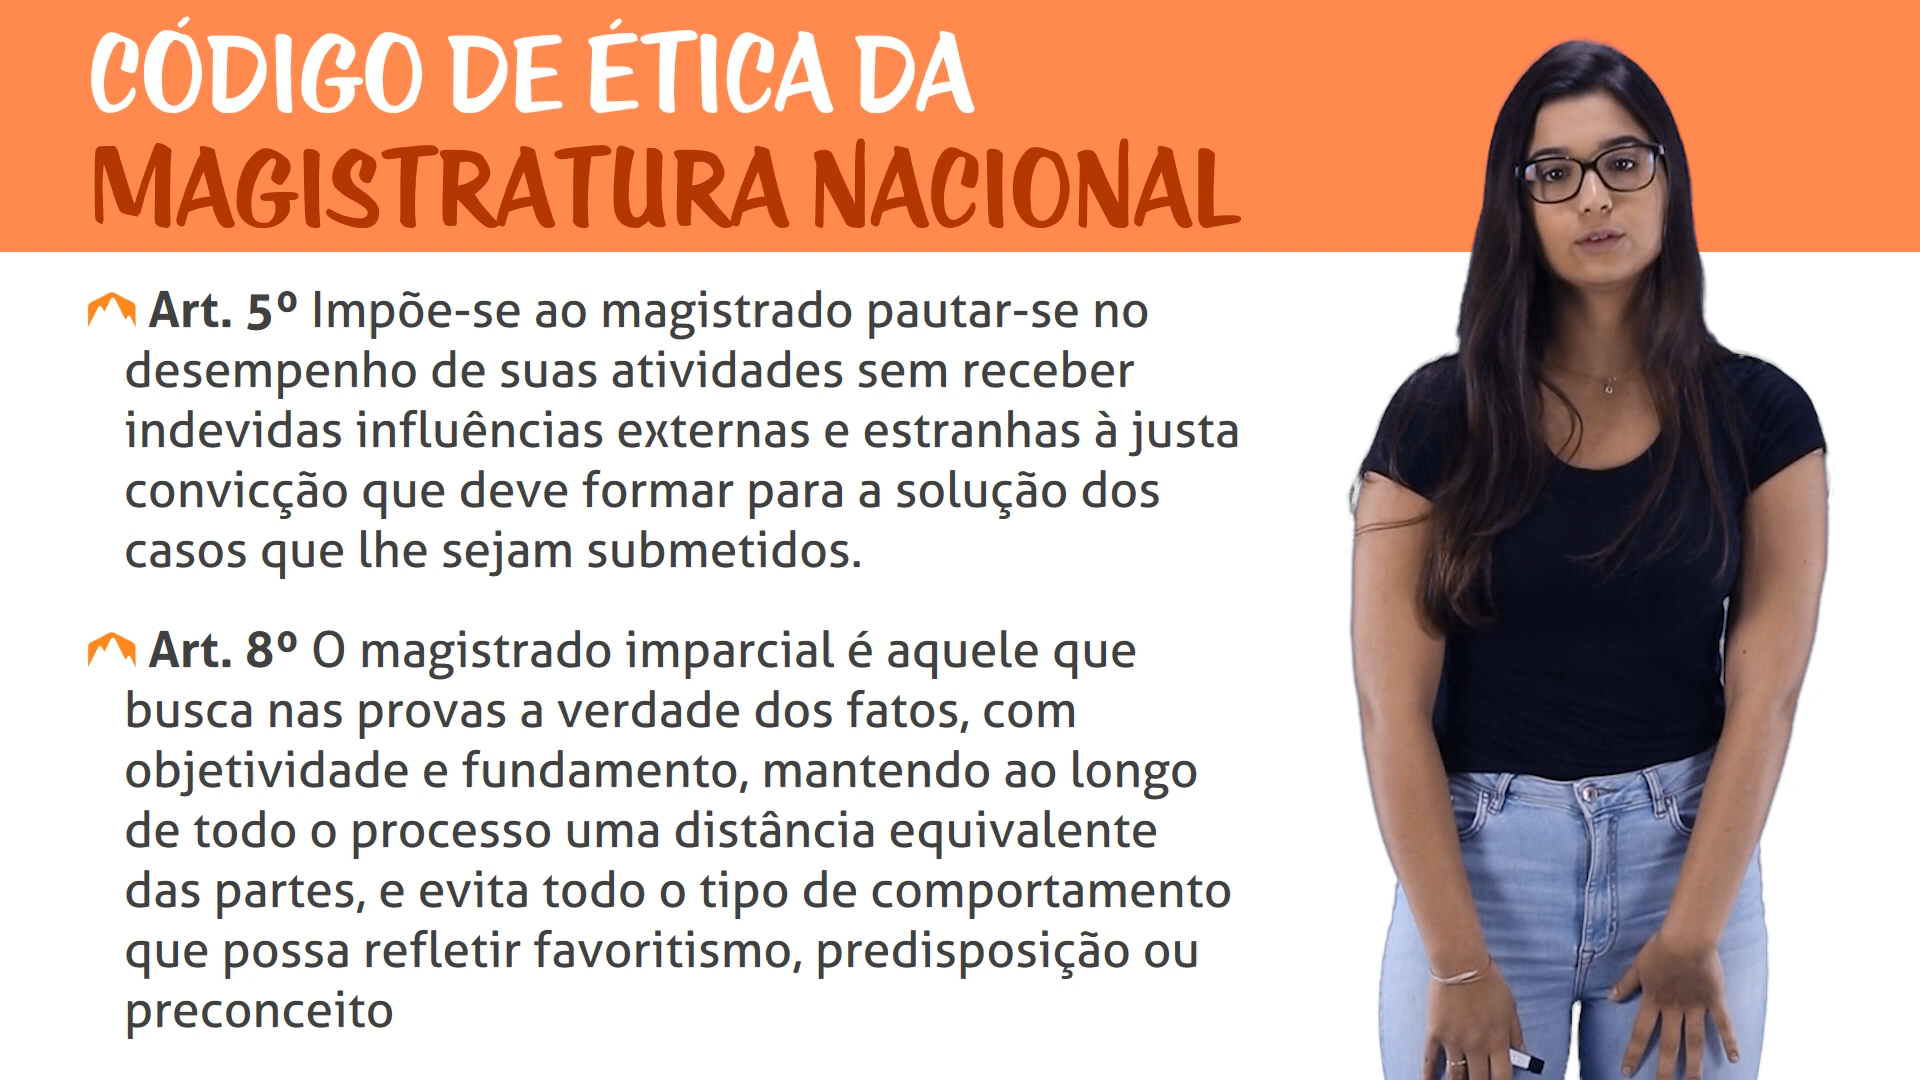 CÓDIGO DE ÉTICA DA
MAGISTRATURA NACIONAL
Art. 5º Impõe-se ao magistrado pautar-se no
desempenho de suas atividades sem receber
indevidas influências externas e estranhas à justa
convicção que deve formar para a solução dos
casos que lhe sejam submetidos.
Art. 8º O magistrado imparcial é aquele que
busca nas provas a verdade dos fatos, com
objetividade e fundamento, mantendo ao longo
de todo o processo uma distância equivalente
das partes, e evita todo o tipo de comportamento
que possa refletir favoritismo, predisposição ou
preconceito